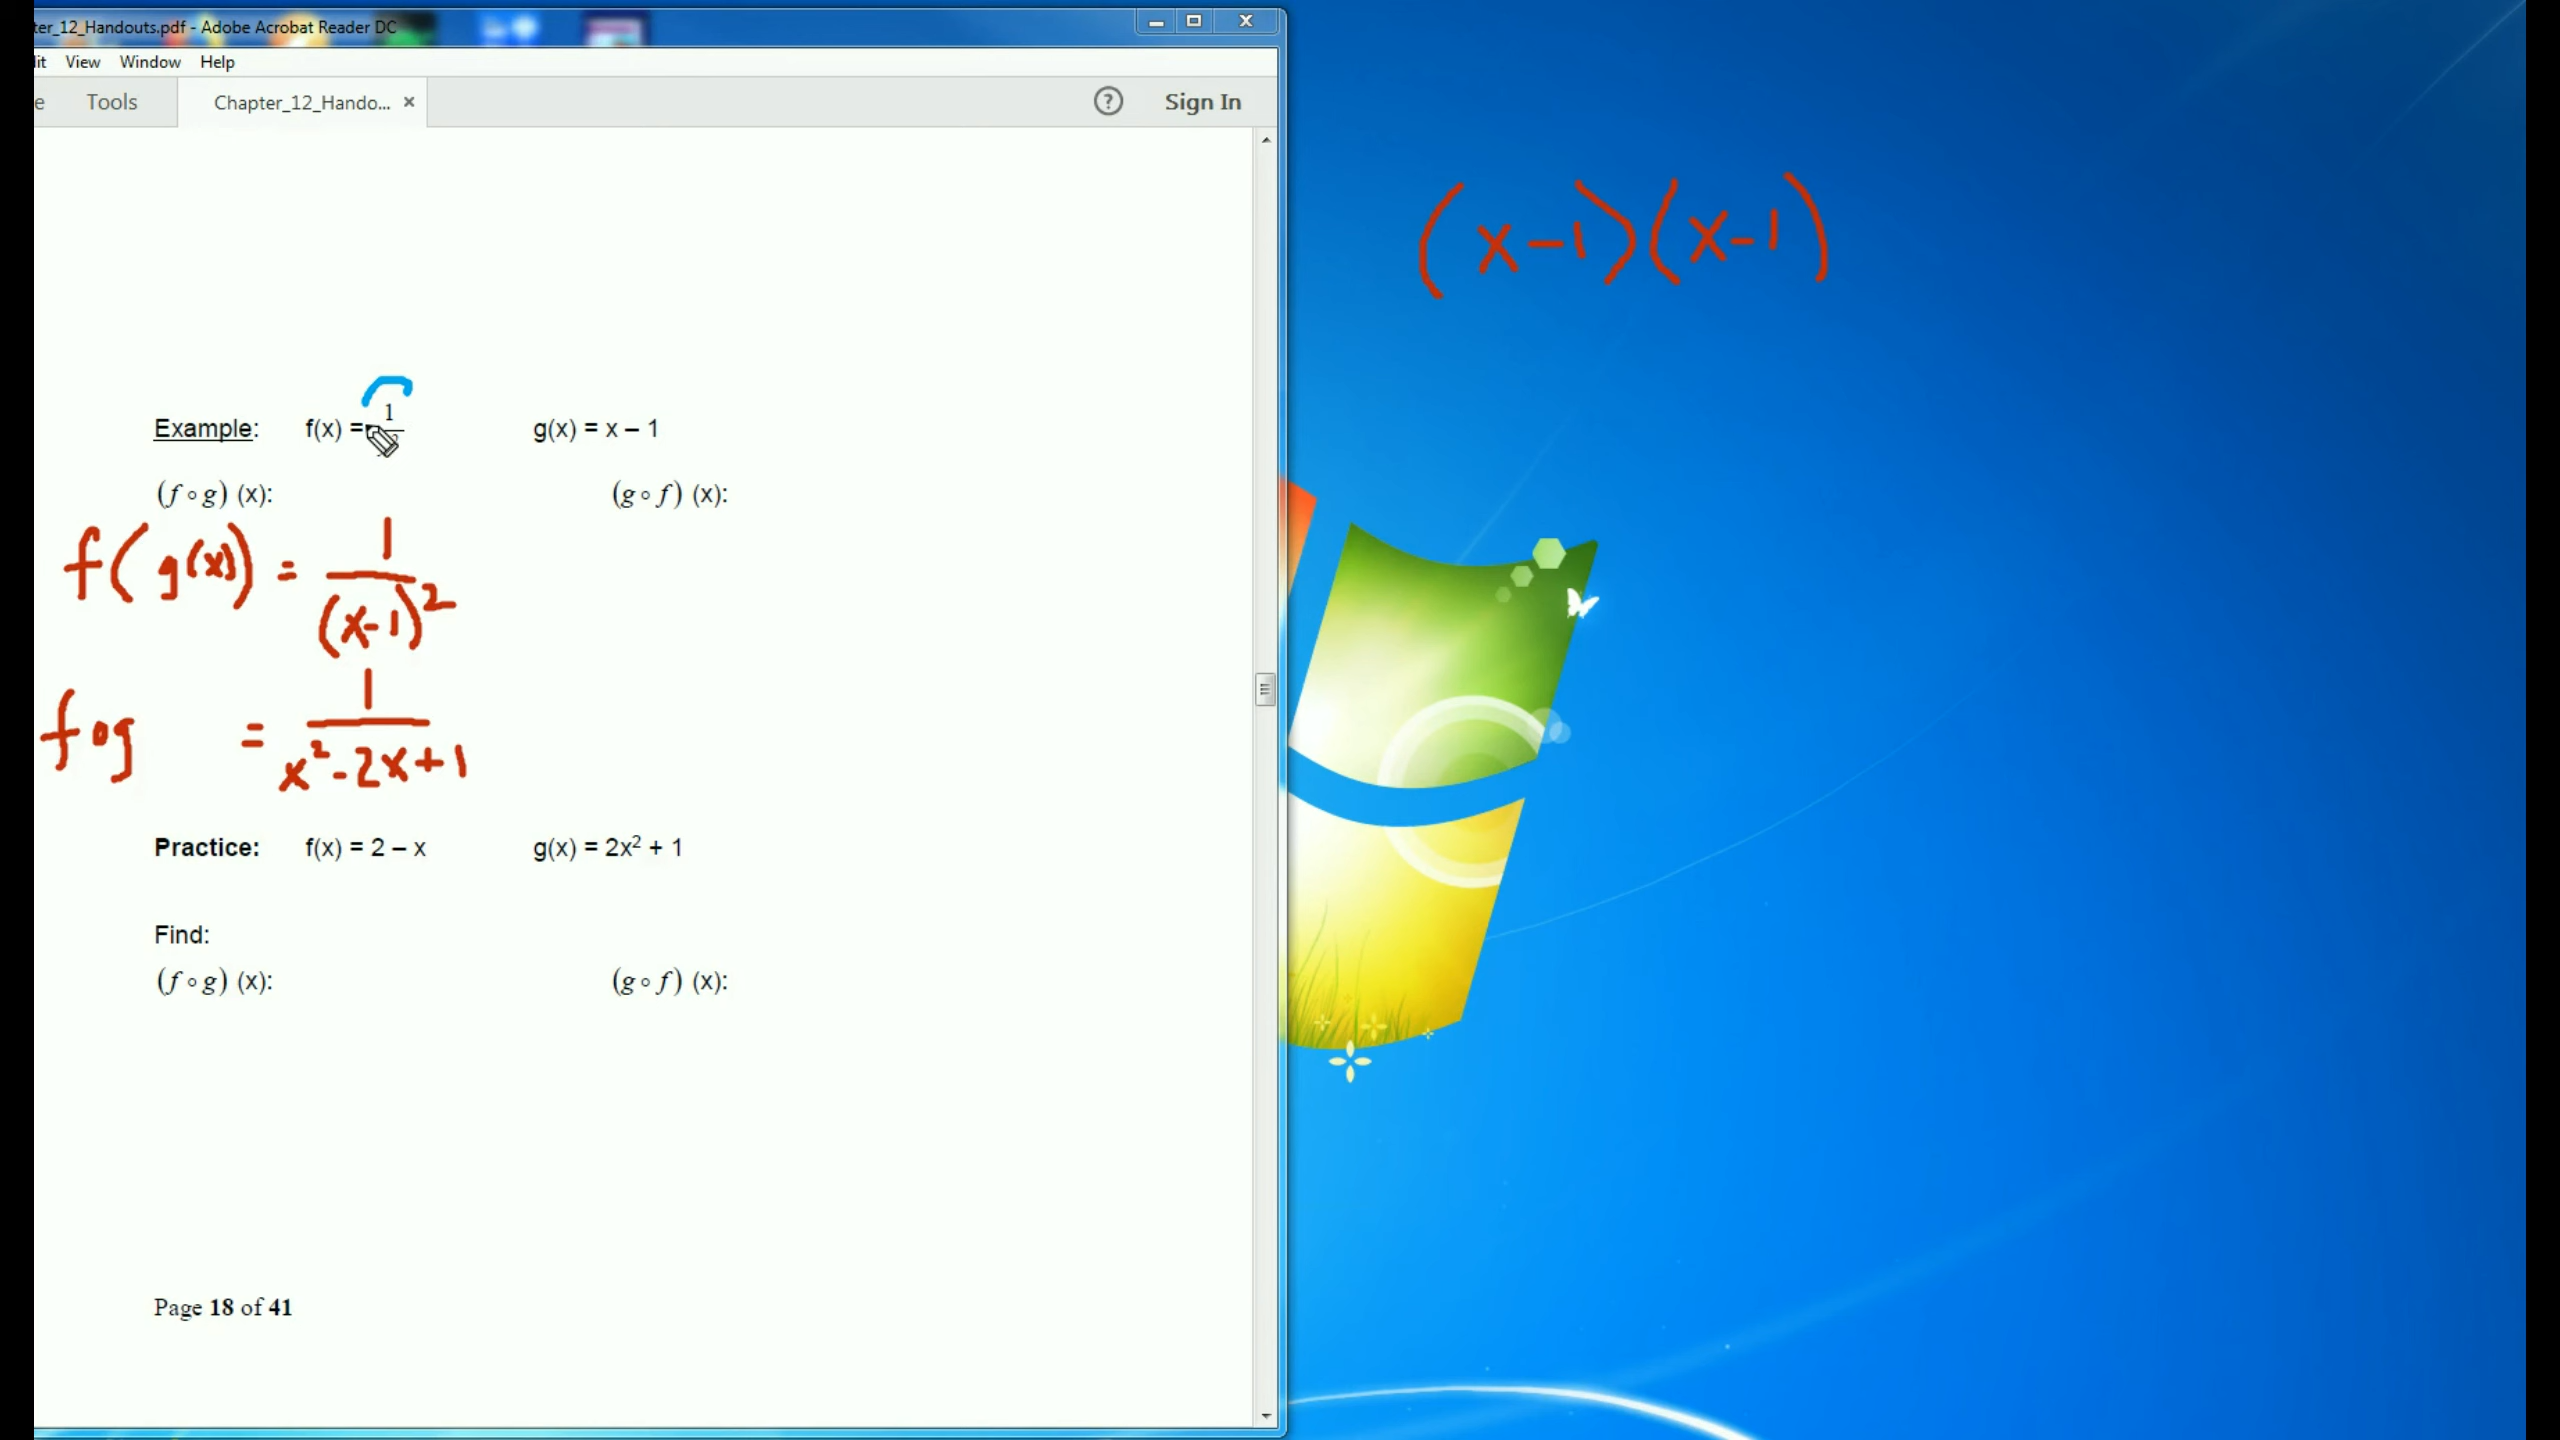 ter_12_Handouts.pdf - Adobe Acrobat Reader DC
it View Window Help
e Tools Chapter_12_Hando... × ? Sign In
(x-1)(x-1)
Example: f(x) = 1 g(x) = x – 1
(f ∘ g) (x): (g ∘ f) (x):
f(g(x)) = 1/(x-1)²
fog = 1/x²-2x+1
Practice: f(x) = 2 – x g(x) = 2x² + 1
Find:
(f ∘ g) (x): (g ∘ f) (x):
Page 18 of 41